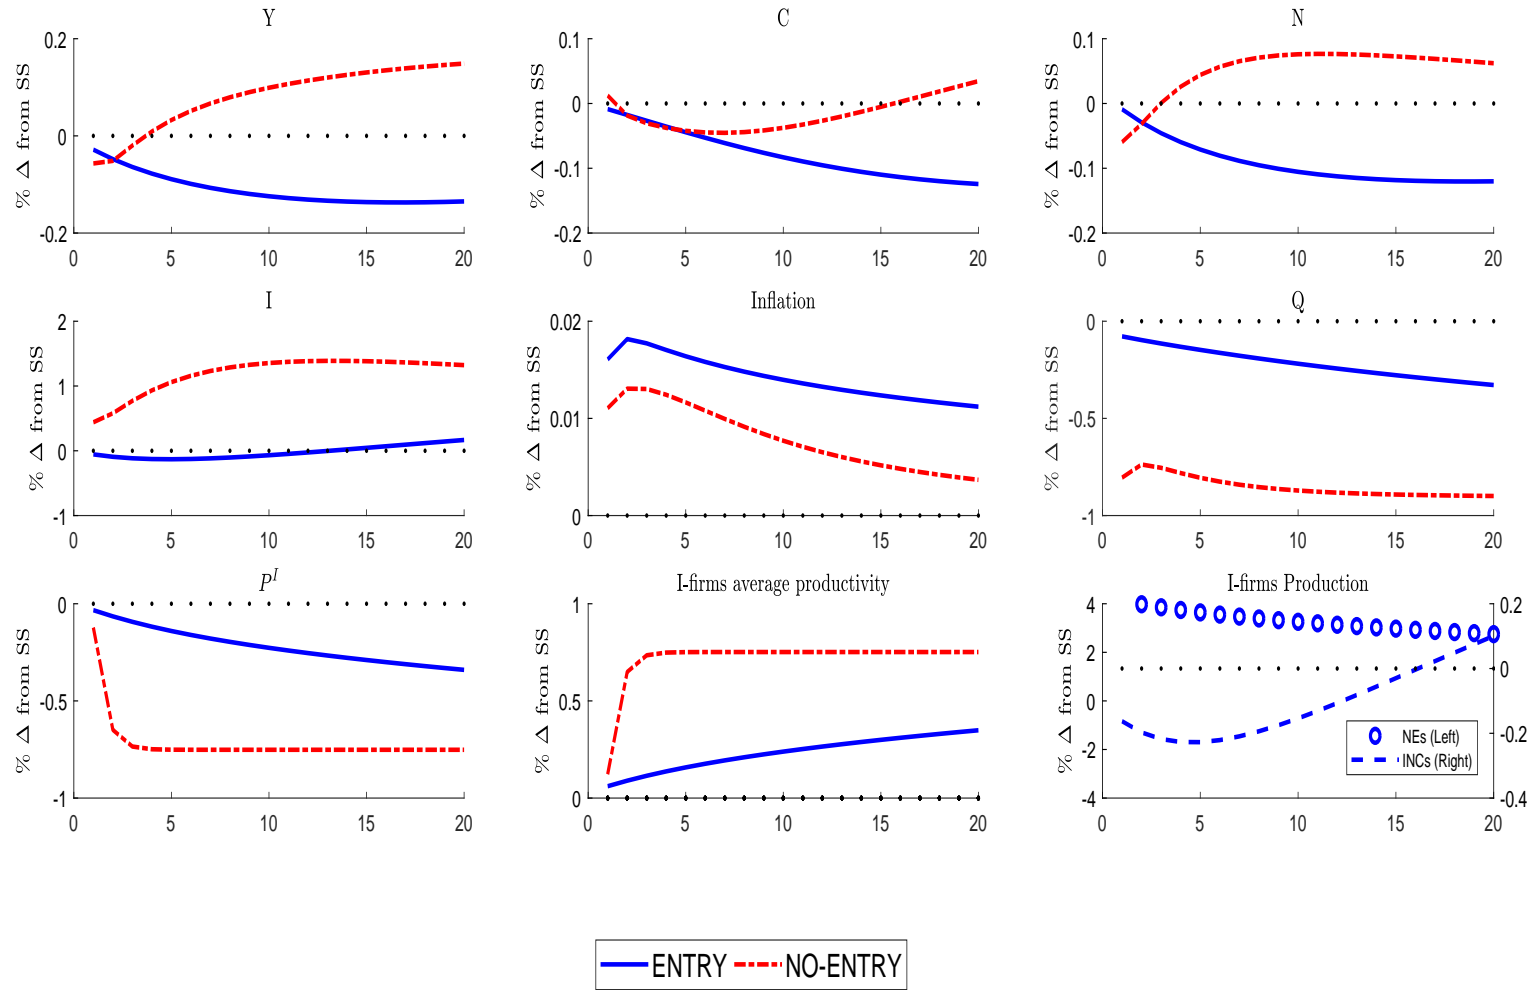 Y
% Δ from SS
0.2
0
-0.2
0 5 10 15 20
C
% Δ from SS
0.1
0
-0.1
-0.2
0 5 10 15 20
N
% Δ from SS
0.1
0
-0.1
-0.2
0 5 10 15 20
I
% Δ from SS
2
1
0
-1
0 5 10 15 20
Inflation
% Δ from SS
0.02
0.01
0
0 5 10 15 20
Q
% Δ from SS
0
-0.5
-1
0 5 10 15 20
P^I
% Δ from SS
0
-0.5
-1
0 5 10 15 20
I-firms average productivity
% Δ from SS
1
0.5
0
0 5 10 15 20
I-firms Production
% Δ from SS
4
2
0
-2
-4
0.2
0
-0.2
-0.4
NEs (Left)
INCs (Right)
0 5 10 15 20
ENTRY NO-ENTRY